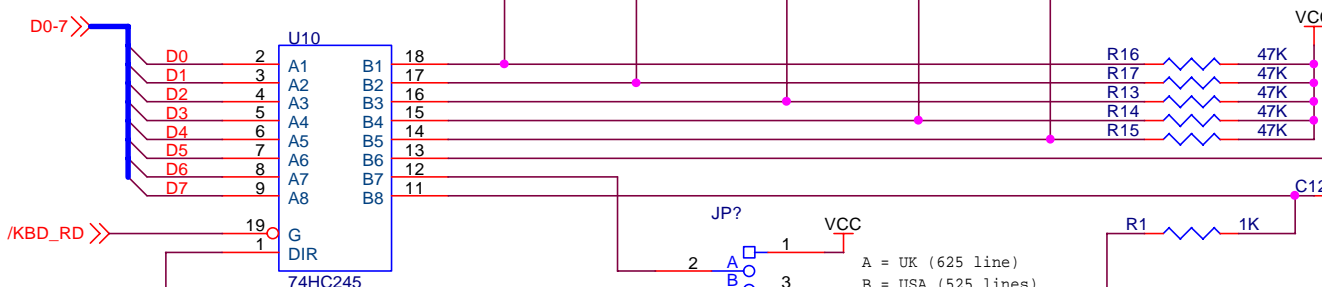 D0-7
U10
VCC
D0 2 A1 B1 18 R16 47K
D1 3 A2 B2 17 R17 47K
D2 4 A3 B3 16 R13 47K
D3 5 A4 B4 15 R14 47K
D4 6 A5 B5 14 R15 47K
D5 7 A6 B6 13
D6 8 A7 B7 12
D7 9 A8 B8 11 C12
JP?
/KBD_RD 19 G VCC R1 1K
1 DIR 1
2 A A = UK (625 line)
74HC245 B 3 B = USA (525 lines)